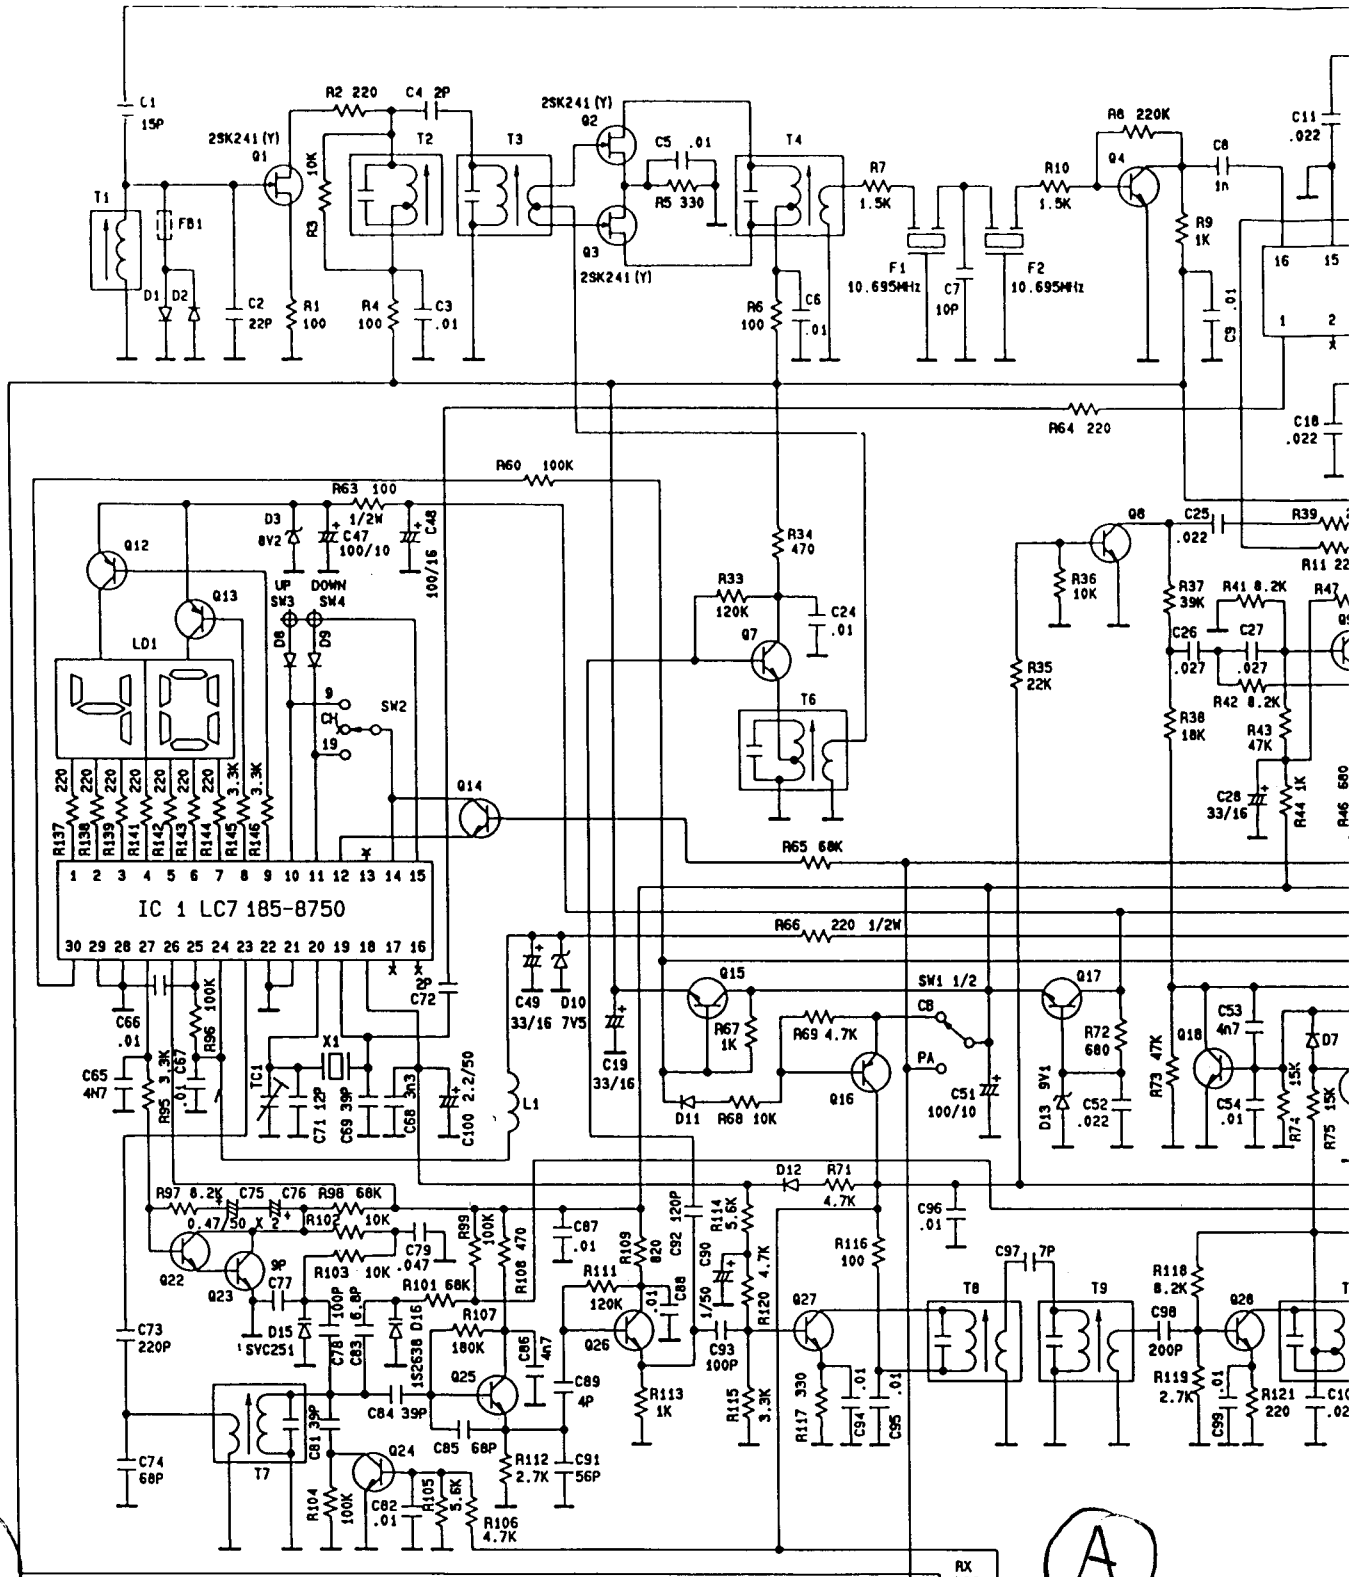 C1
15P
R2 220
C4 2P
2SK241(Y)
Q1
10K
R3
T1
FB1
D1
D2
C2
22P
R1
100
T2
T3
R4
100
C3
.01
2SK241(Y)
Q2
C5
.01
R5 330
Q3
2SK241(Y)
T4
R7
1.5K
R6
100
C6
.01
F1
10.695MHz
C7
10P
F2
10.695MHz
R10
1.5K
R8 220K
Q4
C8
1n
R9
1K
C9
.01
C11
.022
16
15
1
2
x
R64 220
C18
.022
R60 100K
R63 100
1/2W
D3
8V2
C47
100/10
C48
100/16
Q12
Q13
LD1
UP
SW3
DOWN
SW4
D8
D9
9
CH
19
SW2
R34
470
R33
120K
C24
.01
Q7
T6
Q8
C25
.022
R39
R11 22
R36
10K
R37
39K
R41 8.2K
R47
C26
.027
C27
.027
R42 8.2K
R35
22K
R38
18K
R43
47K
C28
33/16
R44 1K
R46 680
R137 220
R138 220
R139 220
R141 220
R142 220
R143 220
R144 220
R145 3.3K
R146 3.3K
Q14
R65 68K
1 2 3 4 5 6 7 8 9 10 11 12 13 14 15
IC 1 LC7 185-8750
30 29 28 27 26 25 24 23 22 21 20 19 18 17 16
x x
R66 220 1/2W
2P
C72
C66
.01
R96 100K
C65
4N7
R95 3.3K
C67
.01
TC1
X1
C71 12P
C69 39P
C68 3n3
C100 2.2/50
L1
C49
33/16
D10
7V5
C19
33/16
Q15
R67
1K
D11
R68 10K
R69 4.7K
Q16
SW1 1/2
CB
PA
C51
100/10
Q17
R72
680
D13 9V1
C52
.022
R73 47K
Q18
C53
4n7
C54
.01
R74 15K
D7
R75 15K
R97 8.2K
C75
C76
0.47/50 X 2
R98 68K
R102
10K
R103 10K
C79
.047
Q22
Q23
9P
C77
D15
SVC251
C78 100P
C83 6.8P
D16
1S2638
R101 68K
R99
100K
R108 470
R107
180K
C86
4n7
C87
.01
R109
820
R111
120K
C88
.01
Q26
C89
4P
R113
1K
C92 120P
D12
R71
4.7K
R114
5.6K
C90
1/50
R120
4.7K
C93
100P
R115
3.3K
Q27
R117 330
C94
.01
R116
100
C95
.01
C96
.01
C97 7P
T8
T9
R118
8.2K
C98
200P
R119
2.7K
Q28
C99
.01
R121
220
C73
220P
C74
68P
T7
C81 39P
C84 39P
Q25
C85 68P
R112
2.7K
C91
56P
Q24
R104
100K
C82
.01
R105
5.6K
R106
4.7K
RX
A